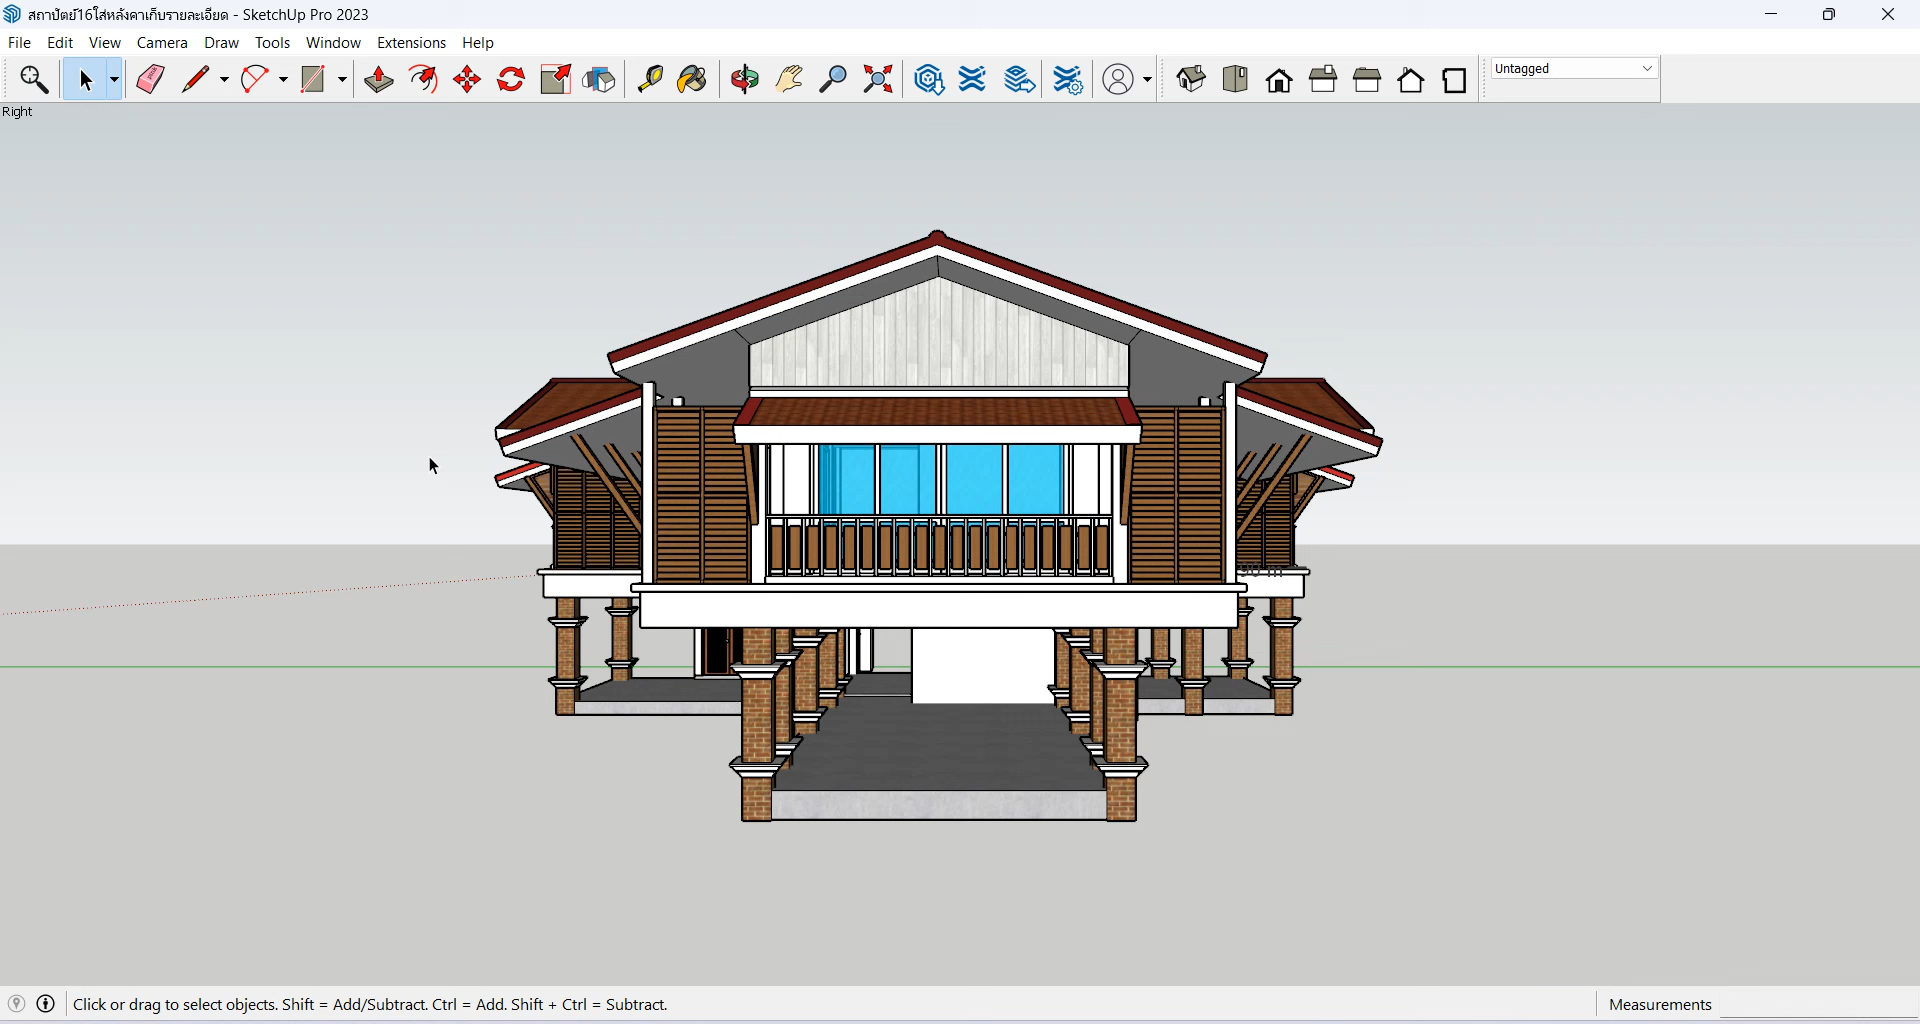 สถาปัตย์16ใส่หลังคาเก็บรายละเอียด - SketchUp Pro 2023
File Edit View Camera Draw Tools Window Extensions Help
Untagged
Right
Click or drag to select objects. Shift = Add/Subtract. Ctrl = Add. Shift + Ctrl = Subtract.
Measurements